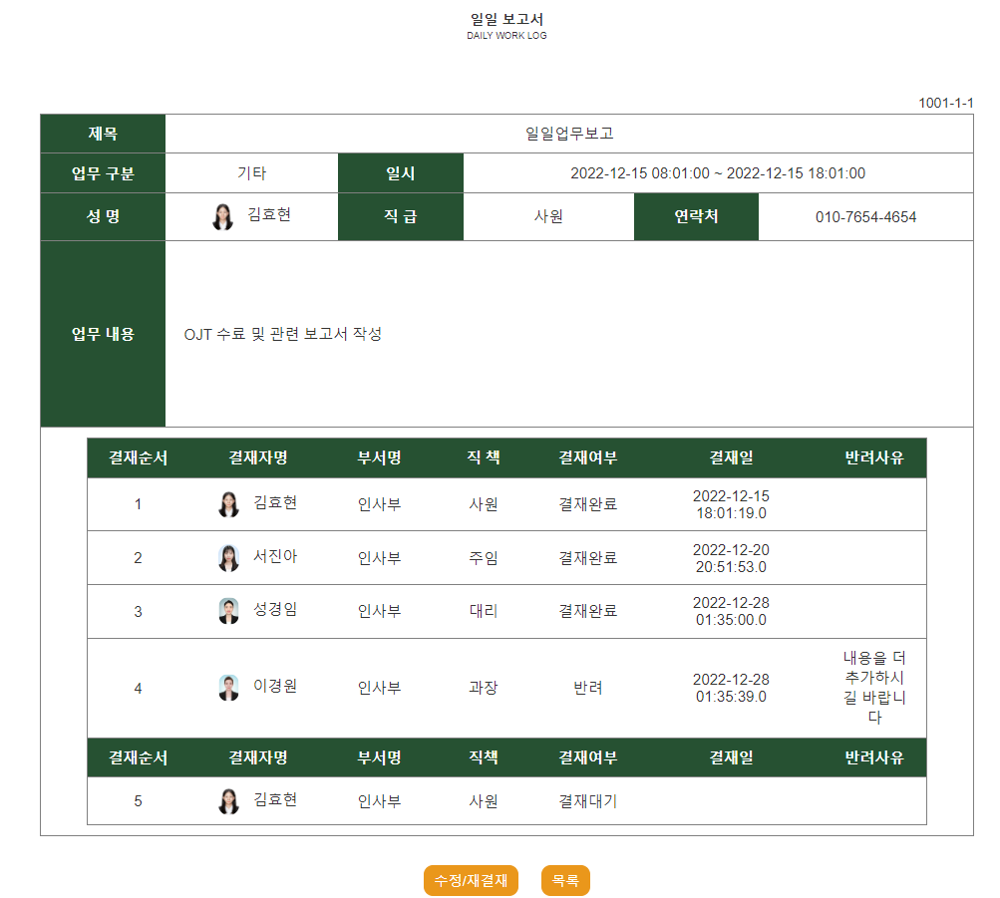 일일 보고서
DAILY WORK LOG
1001-1-1
제목 일일업무보고
업무 구분 기타 일시 2022-12-15 08:01:00 ~ 2022-12-15 18:01:00
성 명 김효현 직 급 사원 연락처 010-7654-4654
업무 내용 OJT 수료 및 관련 보고서 작성
결재순서 결재자명 부서명 직 책 결재여부 결재일 반려사유
1 김효현 인사부 사원 결재완료 2022-12-15
18:01:19.0
2 서진아 인사부 주임 결재완료 2022-12-20
20:51:53.0
3 성경임 인사부 대리 결재완료 2022-12-28
01:35:00.0
4 이경원 인사부 과장 반려 2022-12-28
01:35:39.0
내용을 더
추가하시
길 바랍니
다
결재순서 결재자명 부서명 직책 결재여부 결재일 반려사유
5 김효현 인사부 사원 결재대기
수정/재결재 목록